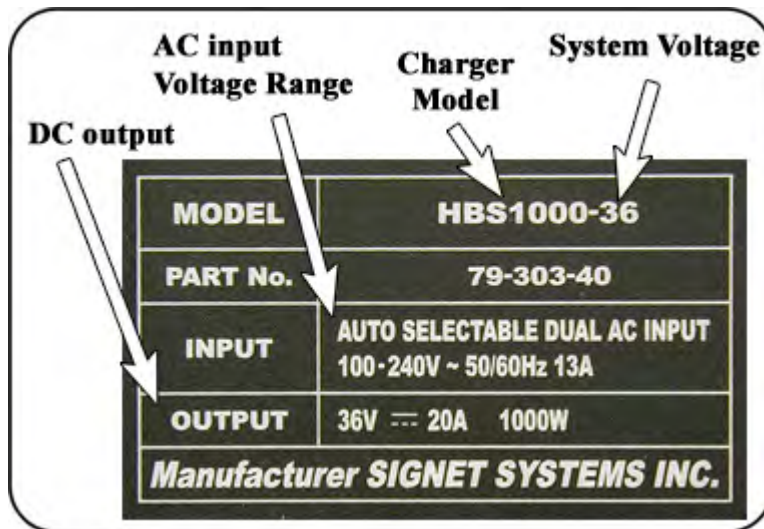 AC input
Voltage Range
Charger
Model
System Voltage
DC output
MODEL
HBS1000-36
PART No.
79-303-40
INPUT
AUTO SELECTABLE DUAL AC INPUT
100-240V ~ 50/60Hz 13A
OUTPUT
36V ⎓ 20A 1000W
Manufacturer SIGNET SYSTEMS INC.